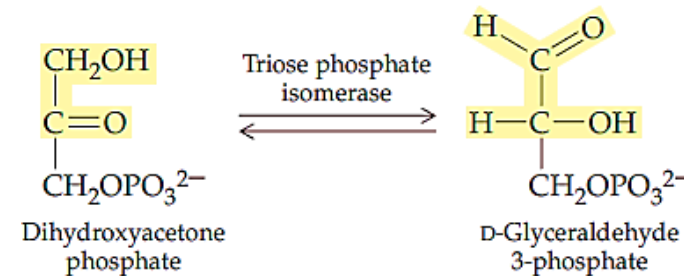 CH₂OH
C=O
CH₂OPO₃²⁻
Dihydroxyacetone
phosphate
Triose phosphate
isomerase
H O
C
H—C—OH
CH₂OPO₃²⁻
D-Glyceraldehyde
3-phosphate